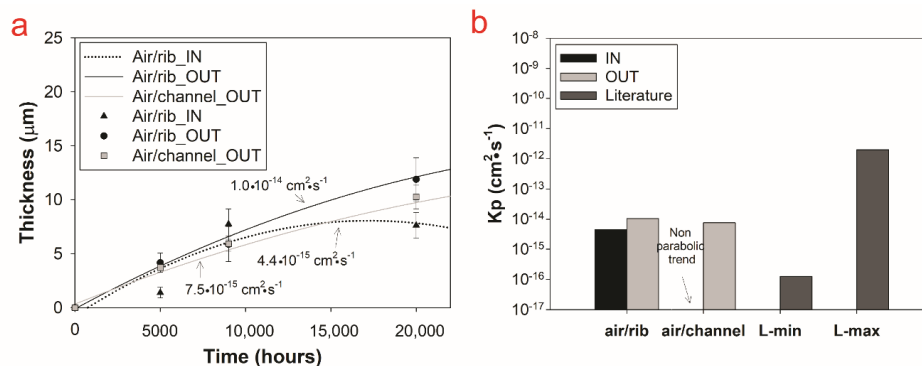 a
25
20
15
10
5
0
Thickness (μm)
Air/rib_IN
Air/rib_OUT
Air/channel_OUT
Air/rib_IN
Air/rib_OUT
Air/channel_OUT
1.0•10⁻¹⁴ cm²•s⁻¹
4.4•10⁻¹⁵ cm²•s⁻¹
7.5•10⁻¹⁵ cm²•s⁻¹
0 5000 10,000 15,000 20,000
Time (hours)
b
10⁻⁸
10⁻⁹
10⁻¹⁰
10⁻¹¹
10⁻¹²
10⁻¹³
10⁻¹⁴
10⁻¹⁵
10⁻¹⁶
10⁻¹⁷
Kp (cm²s⁻¹)
IN
OUT
Literature
Non
parabolic
trend
air/rib air/channel L-min L-max